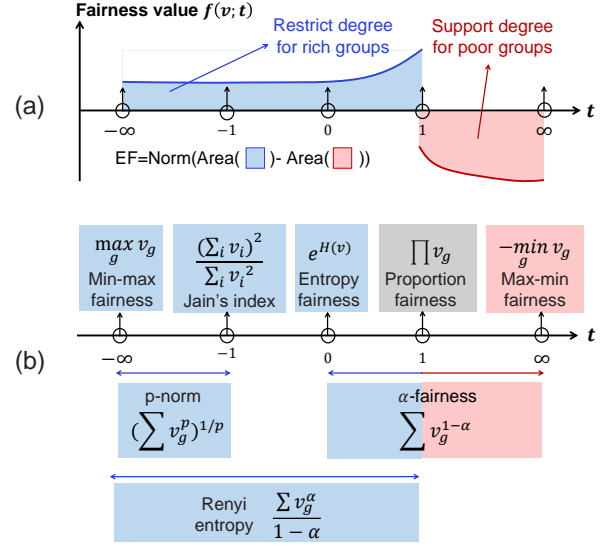 Fairness value f(v; t)
Restrict degree
for rich groups
Support degree
for poor groups
(a)
−∞ −1 0 1 ∞ t
EF=Norm(Area( )- Area( ))
max v_g
g
Min-max
fairness
(∑_i v_i)^2
∑_i v_i^2
Jain's index
e^{H(v)}
Entropy
fairness
∏ v_g
Proportion
fairness
−min v_g
g
Max-min
fairness
(b)
−∞ −1 0 1 ∞ t
p-norm
(∑ v_g^p)^{1/p}
α-fairness
∑ v_g^{1−α}
Renyi
entropy
∑ v_g^α
1 − α